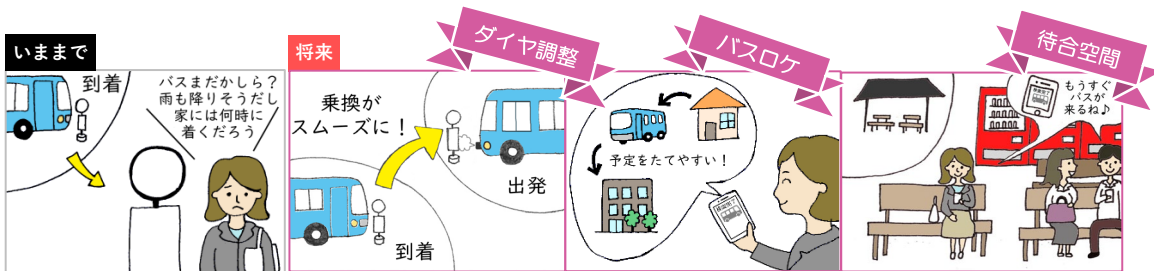 いままで
到着
バスまだかしら?
雨も降りそうだし
家には何時に
着くだろう
将来
ダイヤ調整
乗換が
スムーズに!
出発
到着
バスロケ
予定をたてやすい!
待合空間
もうすぐ
バスが
来るね♪